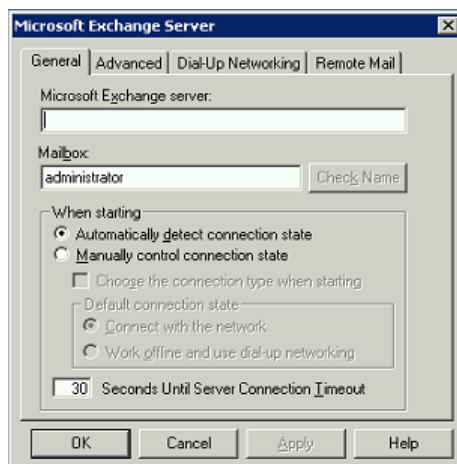 Microsoft Exchange Server
General Advanced Dial-Up Networking Remote Mail
Microsoft Exchange server:
Mailbox:
administrator Check Name
When starting
Automatically detect connection state
Manually control connection state
Choose the connection type when starting
Default connection state
Connect with the network
Work offline and use dial-up networking
30 Seconds Until Server Connection Timeout
OK Cancel Apply Help